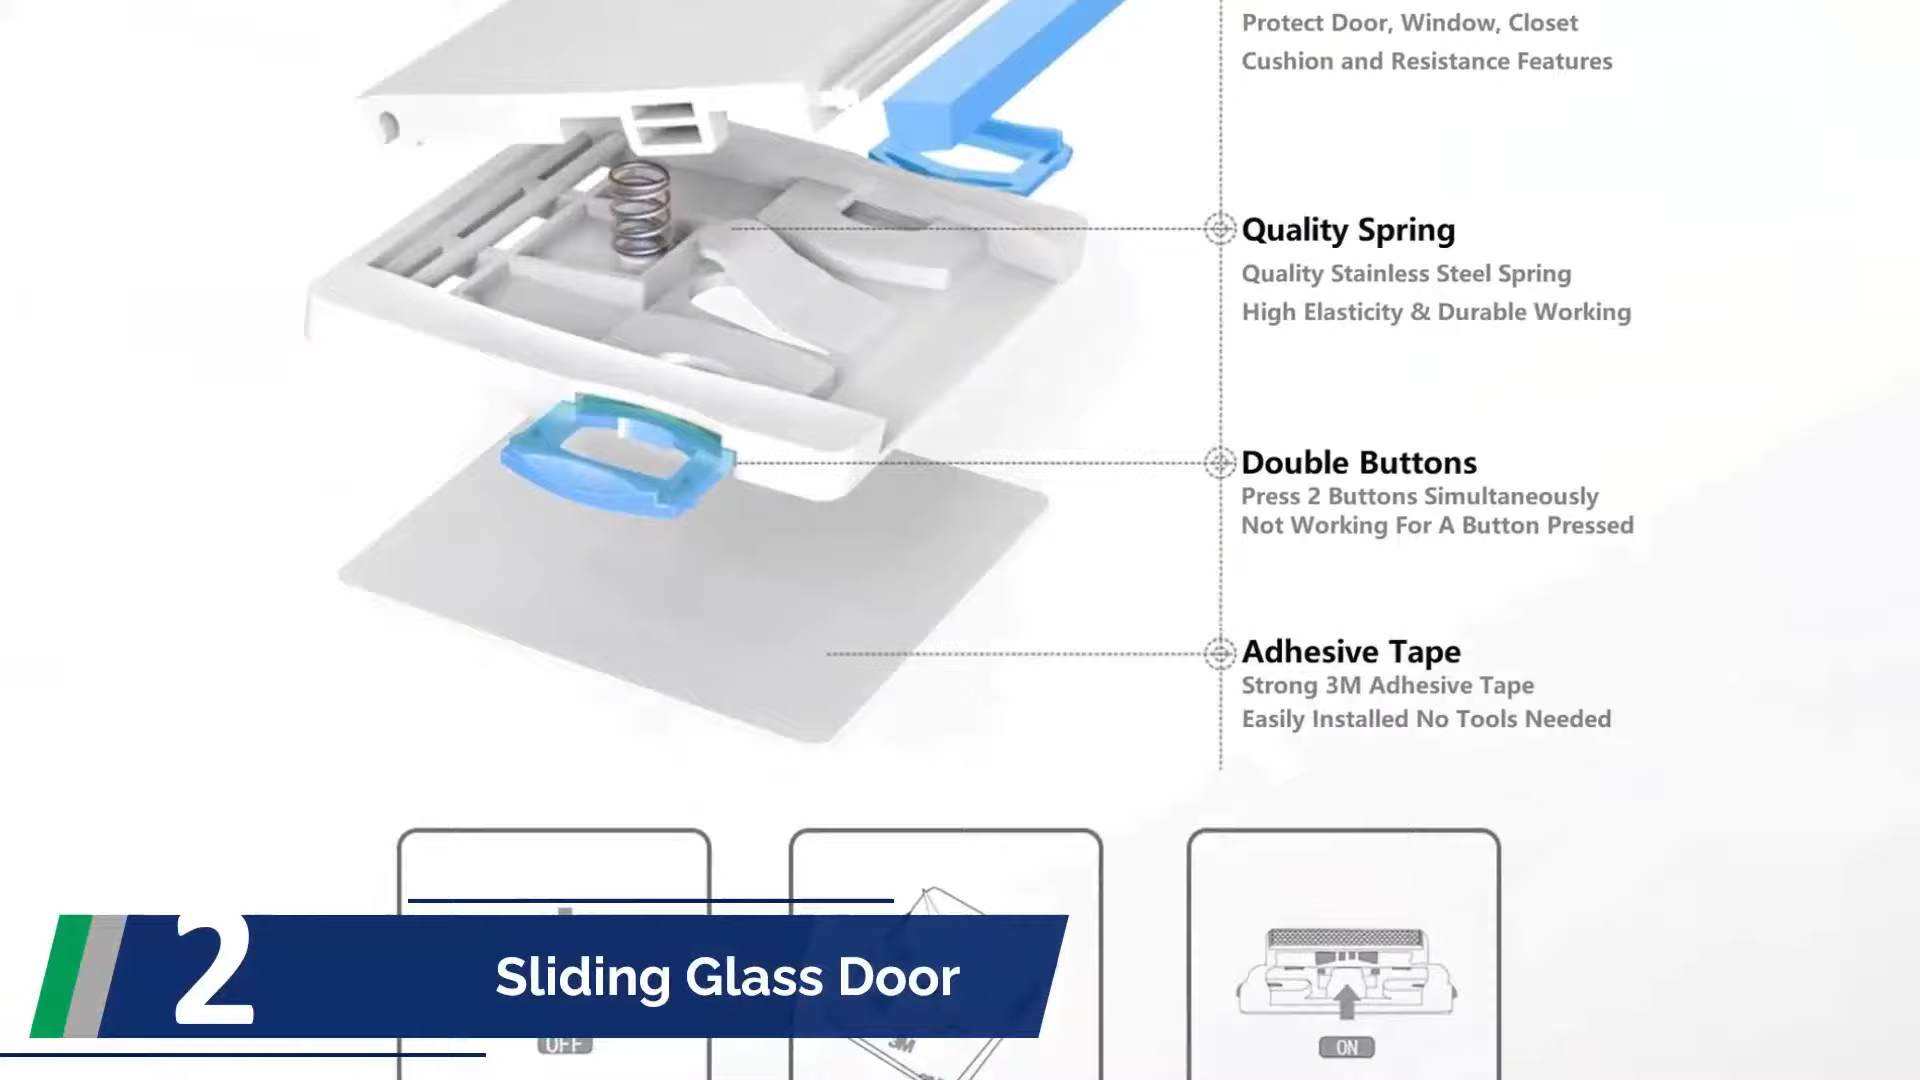 Protect Door, Window, Closet
Cushion and Resistance Features
Quality Spring
Quality Stainless Steel Spring
High Elasticity & Durable Working
Double Buttons
Press 2 Buttons Simultaneously
Not Working For A Button Pressed
Adhesive Tape
Strong 3M Adhesive Tape
Easily Installed No Tools Needed
2
Sliding Glass Door
OFF
3M
ON